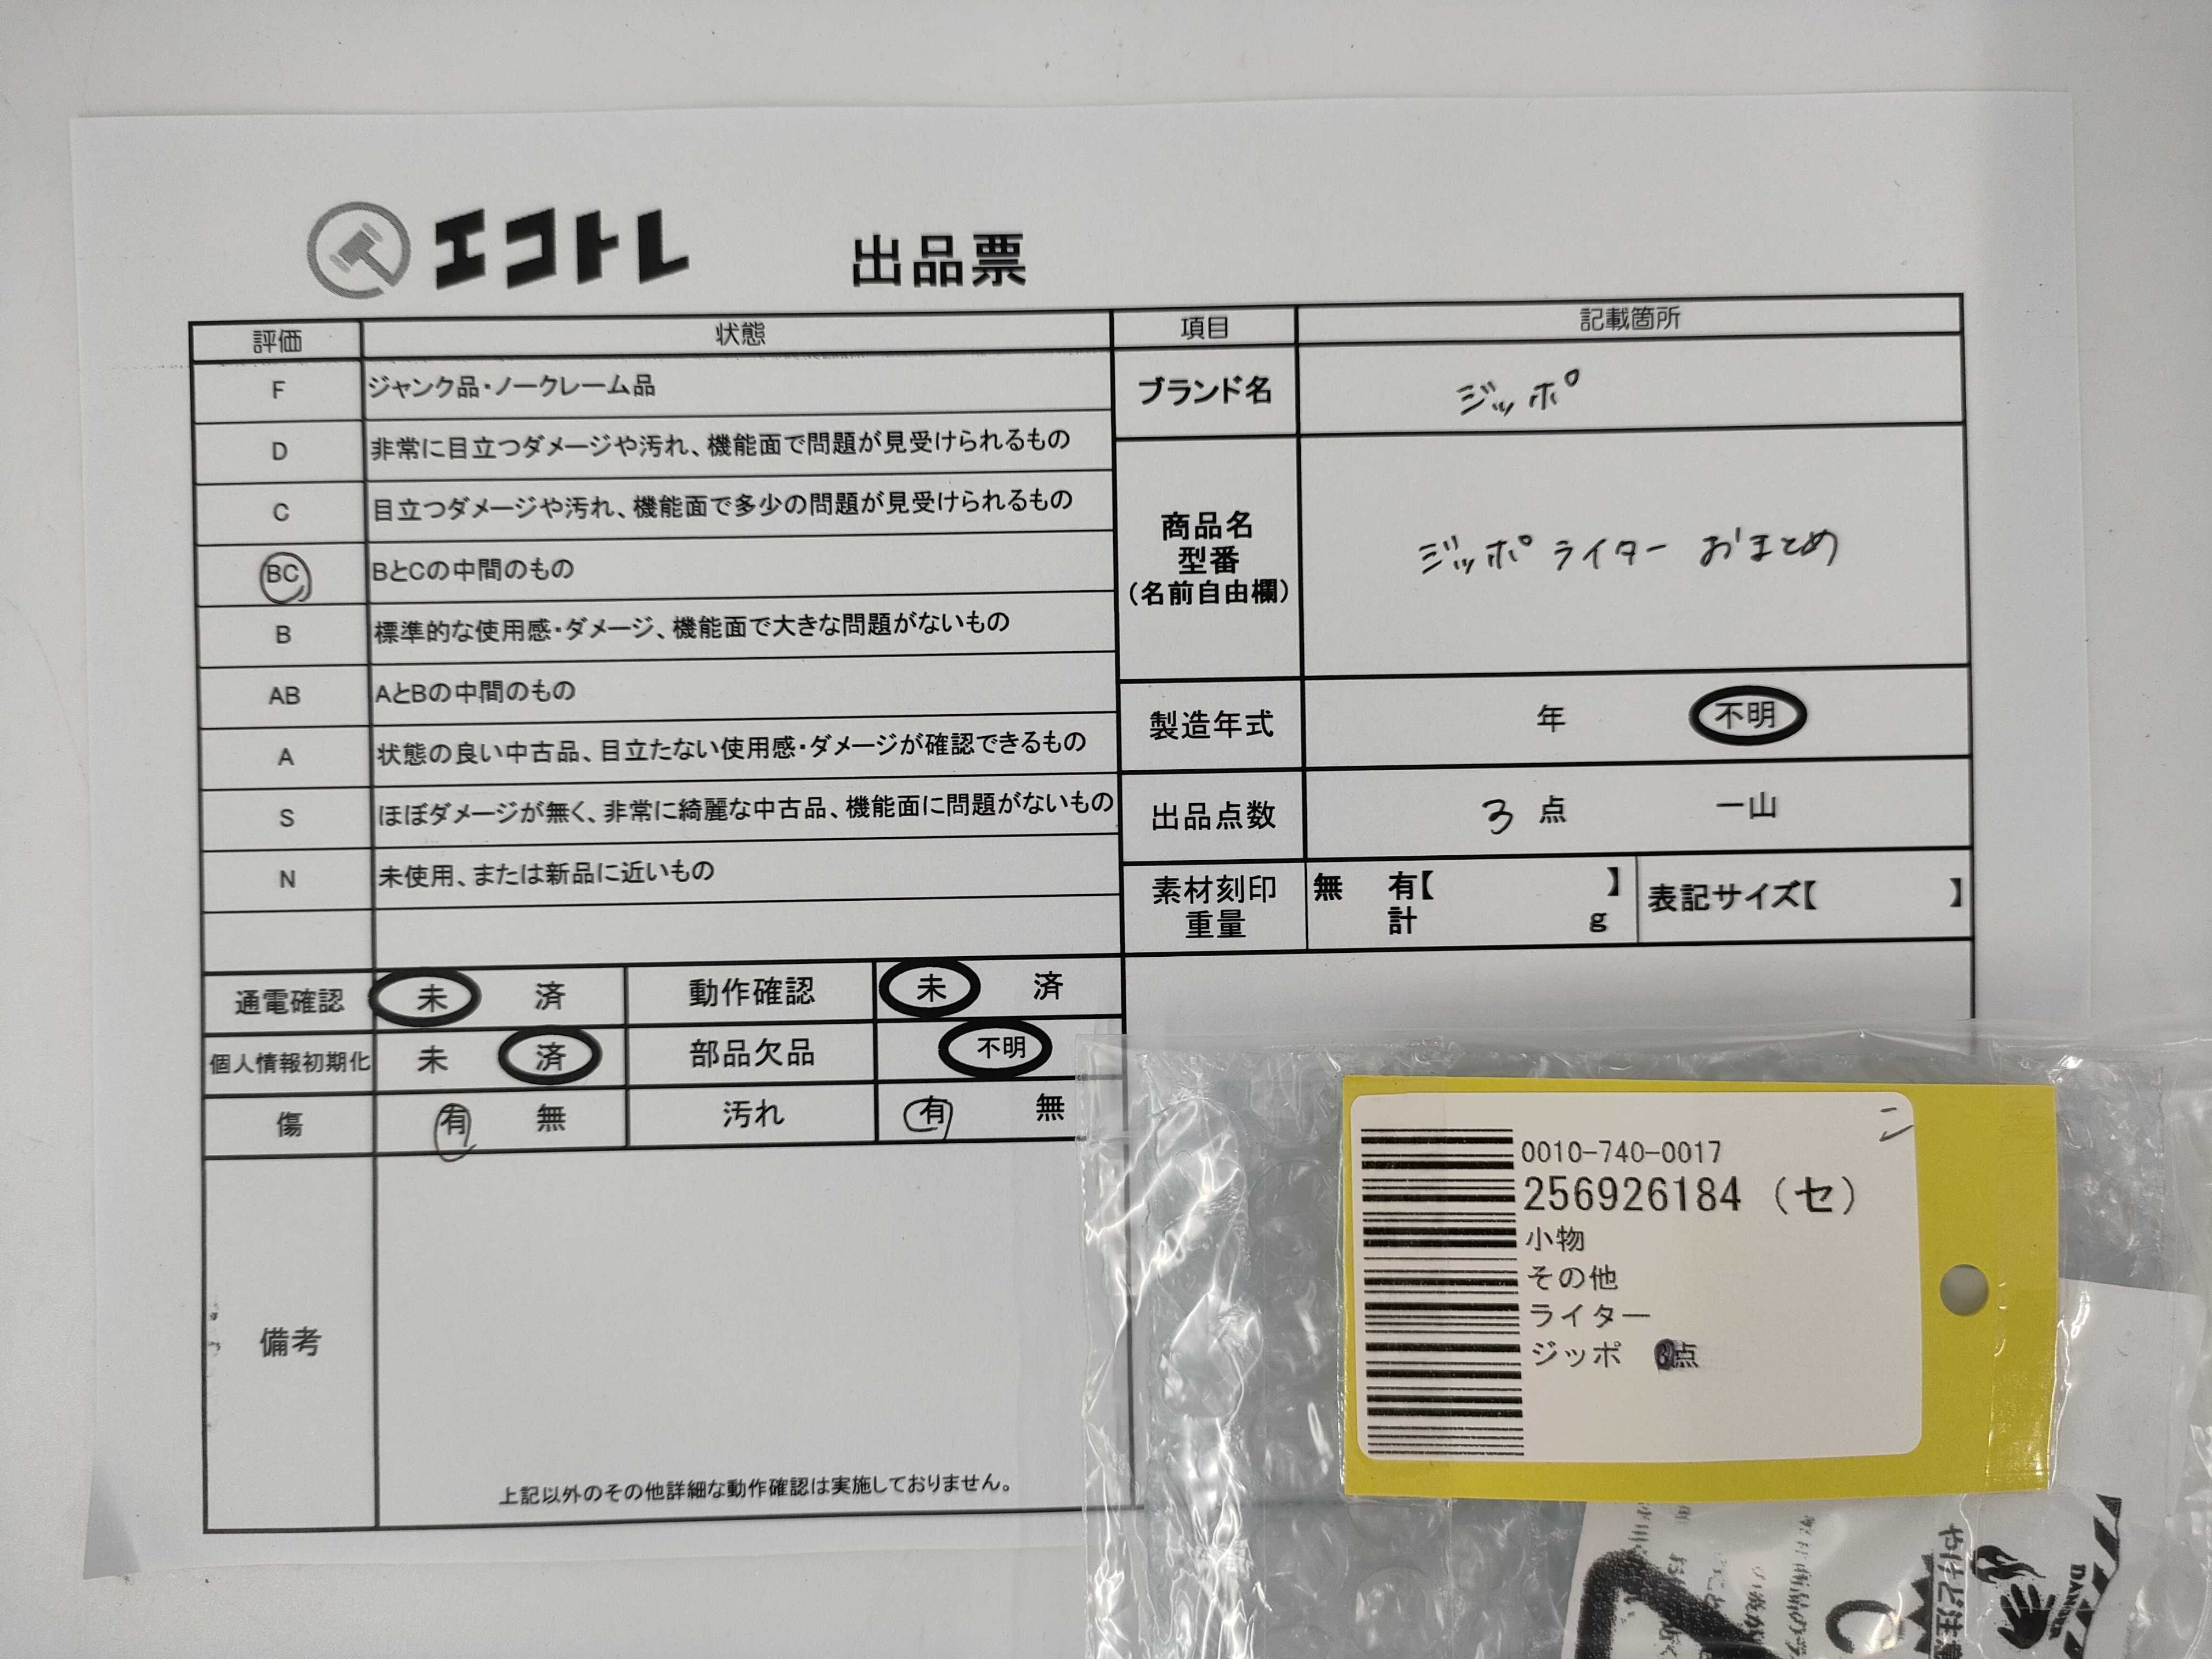 エコトレ 出品票
評価 状態 項目 記載箇所
F ジャンク品・ノークレーム品
D 非常に目立つダメージや汚れ、機能面で問題が見受けられるもの
C 目立つダメージや汚れ、機能面で多少の問題が見受けられるもの
BC BとCの中間のもの
B 標準的な使用感・ダメージ、機能面で大きな問題がないもの
AB AとBの中間のもの
A 状態の良い中古品、目立たない使用感・ダメージが確認できるもの
S ほぼダメージが無く、非常に綺麗な中古品、機能面に問題がないもの
N 未使用、または新品に近いもの
ブランド名 ジッポ
商品名
型番
(名前自由欄)
ジッポライター おまとめ
製造年式 年 不明
出品点数 3 点 一山
素材刻印 無 有【 】 表記サイズ【 】
重量 計 g
通電確認 未 済 動作確認 未 済
個人情報初期化 未 済 部品欠品 不明
傷 有 無 汚れ 有 無
備考
上記以外のその他詳細な動作確認は実施しておりません。
0010-740-0017
256926184 (セ)
小物
その他
ライター
ジッポ 3点
やけど注意